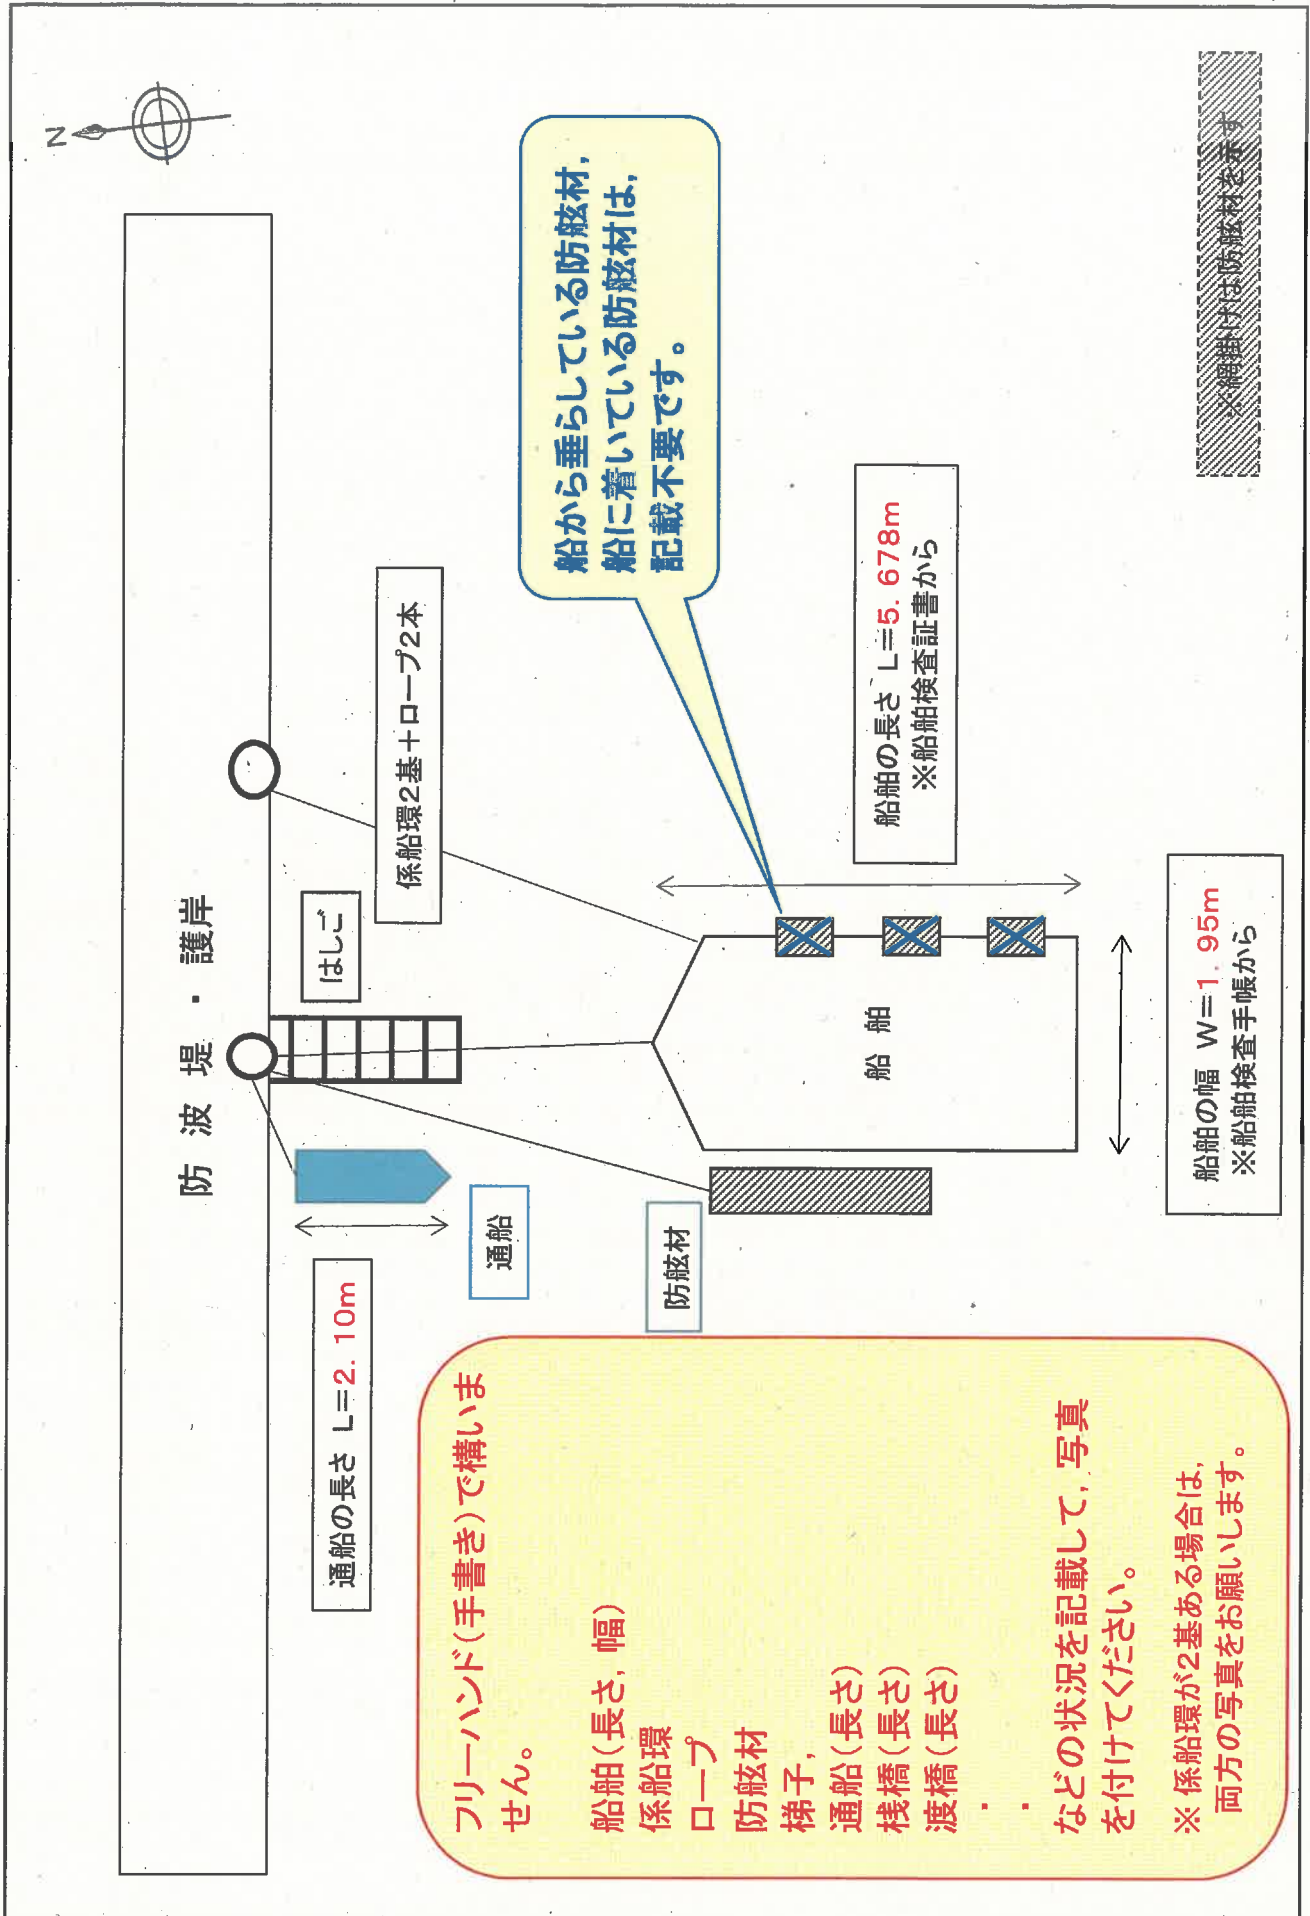 N
防 波 堤 ・ 護岸
通船の長さ L=2. 10m
通船
はしご
係船環2基+ロープ2本
防舷材
船 舶
船から垂らしている防舷材,
船に着いている防舷材は,
記載不要です。
船舶の長さ L=5. 678m
※船舶検査証書から
船舶の幅 W=1. 95m
※船舶検査手帳から
※網掛けは防舷材を示す
フリーハンド(手書き)で構いま
せん。
船舶(長さ, 幅)
係船環
ロープ
防舷材
梯子,
通船(長さ)
桟橋(長さ)
渡橋(長さ)
・
・
などの状況を記載して, 写真
を付けてください。
※ 係船環が2基ある場合は,
両方の写真をお願いします。